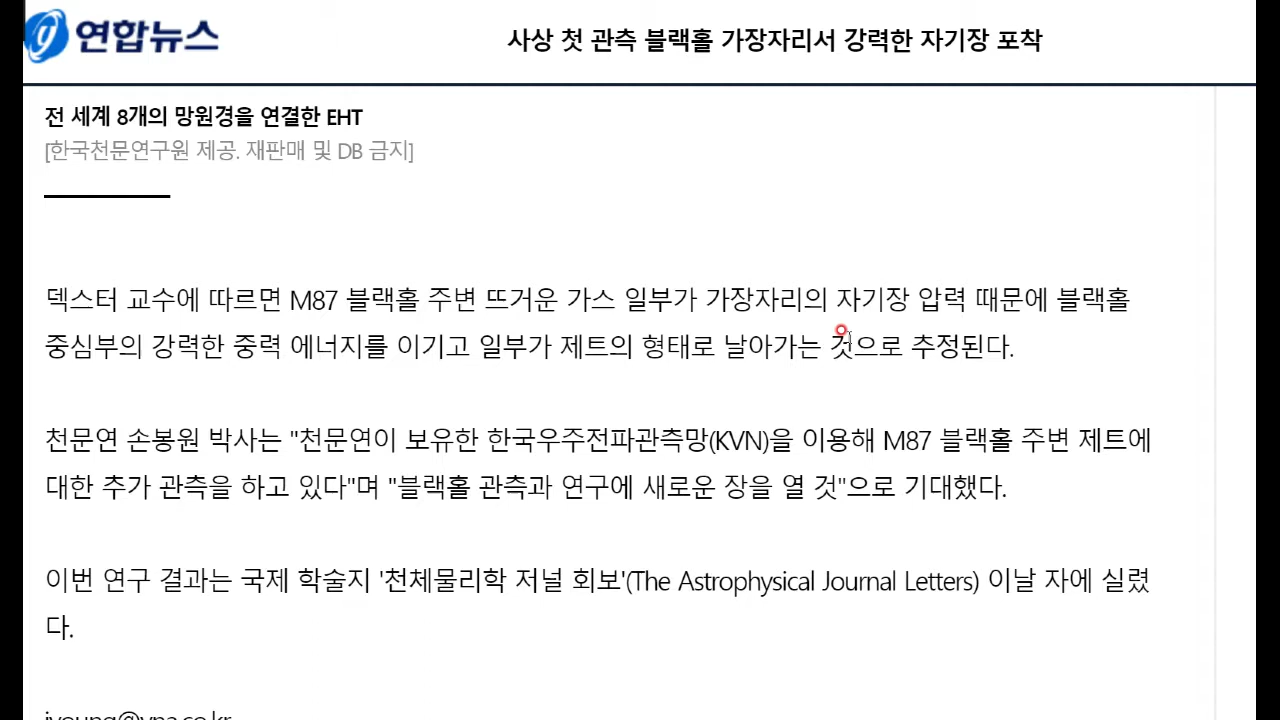 연합뉴스
사상 첫 관측 블랙홀 가장자리서 강력한 자기장 포착
전 세계 8개의 망원경을 연결한 EHT
[한국천문연구원 제공. 재판매 및 DB 금지]
덱스터 교수에 따르면 M87 블랙홀 주변 뜨거운 가스 일부가 가장자리의 자기장 압력 때문에 블랙홀
중심부의 강력한 중력 에너지를 이기고 일부가 제트의 형태로 날아가는 것으로 추정된다.
천문연 손봉원 박사는 "천문연이 보유한 한국우주전파관측망(KVN)을 이용해 M87 블랙홀 주변 제트에
대한 추가 관측을 하고 있다"며 "블랙홀 관측과 연구에 새로운 장을 열 것"으로 기대했다.
이번 연구 결과는 국제 학술지 '천체물리학 저널 회보'(The Astrophysical Journal Letters) 이날 자에 실렸
다.
jyoung@yna.co.kr